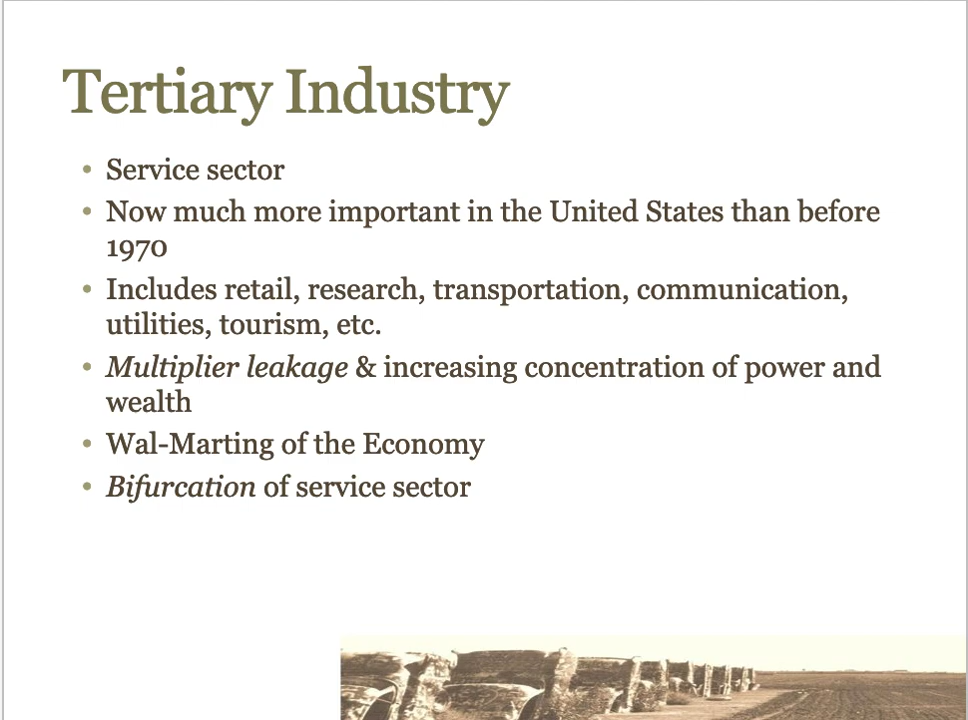 Tertiary Industry
• Service sector
• Now much more important in the United States than before
1970
• Includes retail, research, transportation, communication,
utilities, tourism, etc.
• Multiplier leakage & increasing concentration of power and
wealth
• Wal-Marting of the Economy
• Bifurcation of service sector